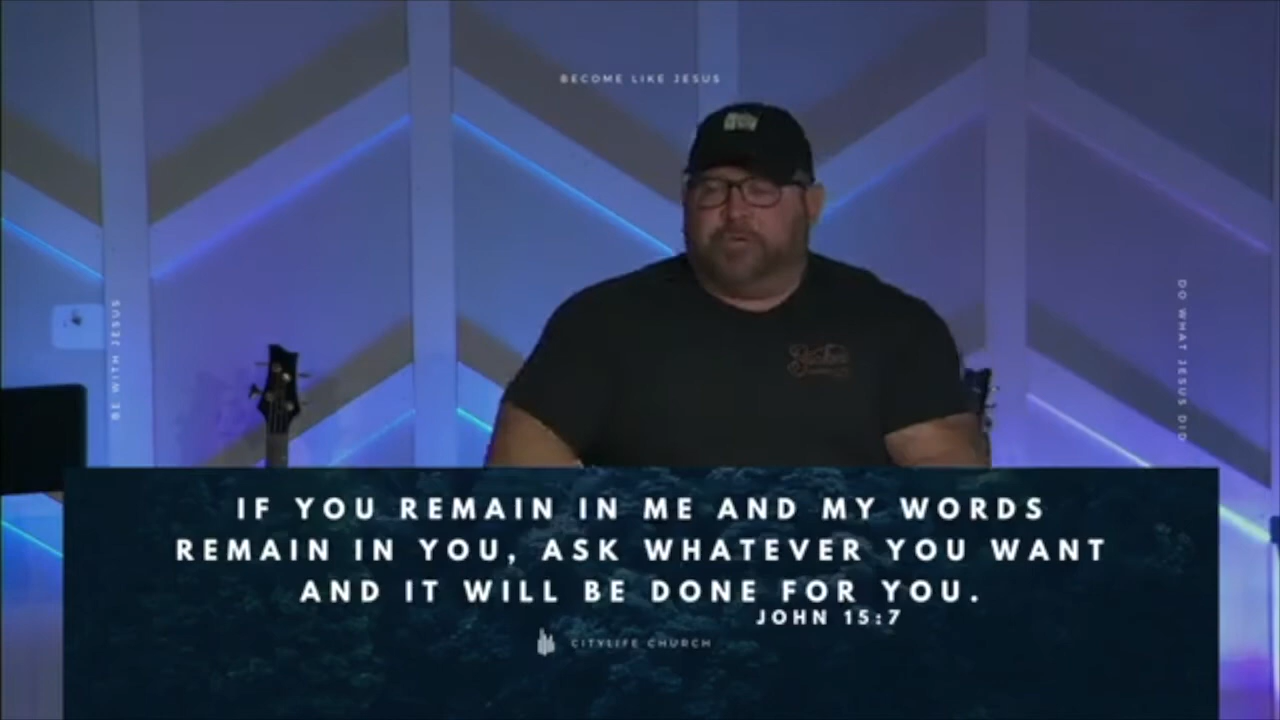 BECOME LIKE JESUS
BE WITH JESUS
DO WHAT JESUS DID
IF YOU REMAIN IN ME AND MY WORDS
REMAIN IN YOU, ASK WHATEVER YOU WANT
AND IT WILL BE DONE FOR YOU.
JOHN 15:7
CITYLIFE CHURCH